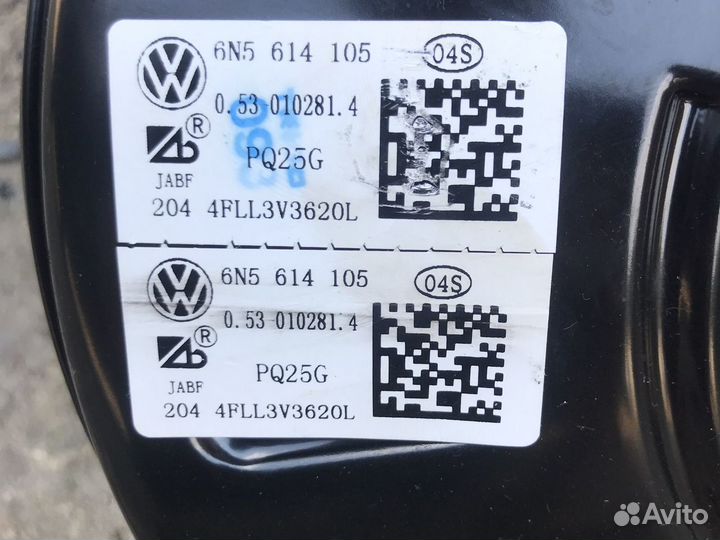 6N5 614 105 04S
0.53 010281.4
R
PQ25G
JABF
204 4FLL3V3620L
6N5 614 105 04S
0.53 010281.4
R
PQ25G
JABF
204 4FLL3V3620L
Avito